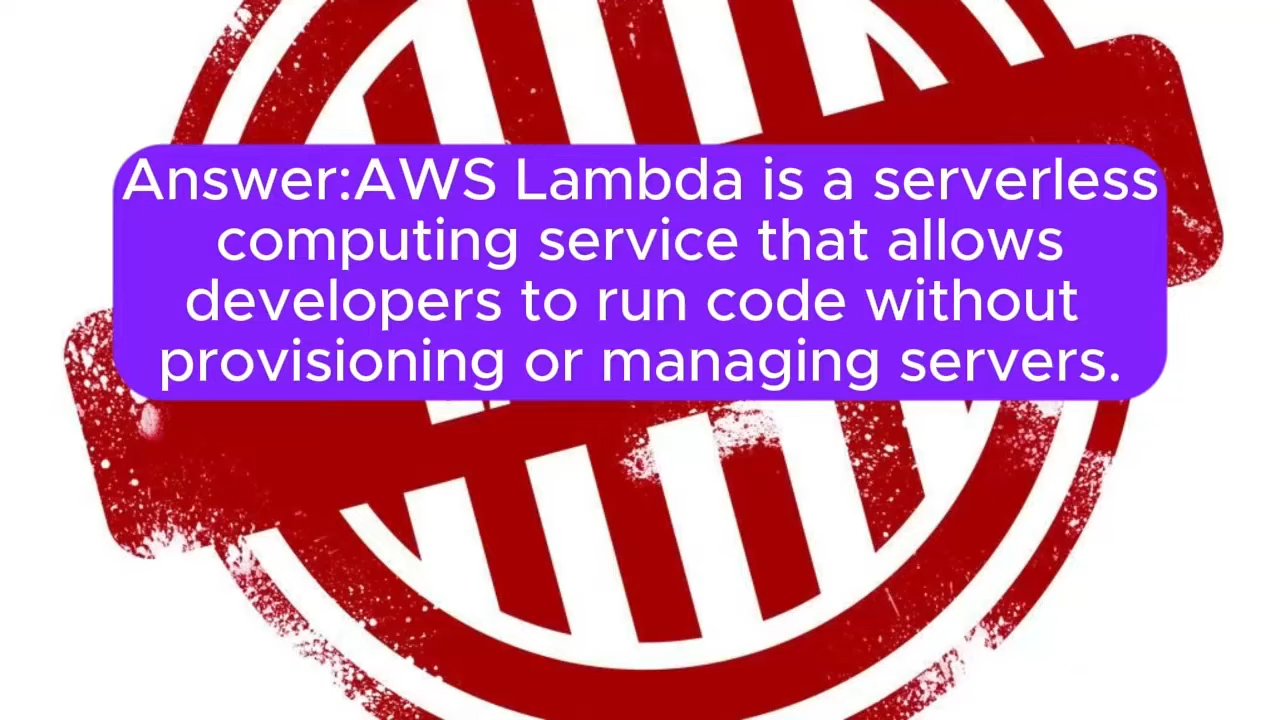 Answer:AWS Lambda is a serverless
computing service that allows
developers to run code without
provisioning or managing servers.